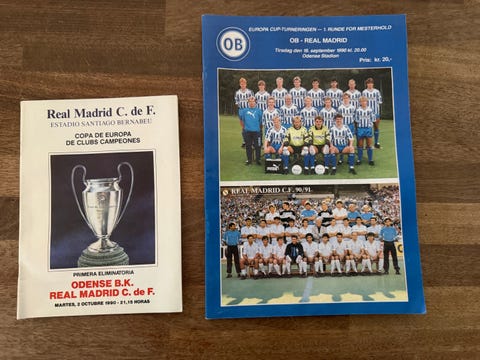 Real Madrid C. de F.
ESTADIO SANTIAGO BERNABEU
COPA DE EUROPA
DE CLUBS CAMPEONES
PRIMERA ELIMINATORIA
ODENSE B.K.
REAL MADRID C. de F.
MARTES, 2 OCTUBRE 1990 - 21,15 HORAS
OB
EUROPA CUP-TURNERINGEN – 1. RUNDE FOR MESTERHOLD
OB - REAL MADRID
Tirsdag den 18. september 1990 kl. 20.00
Odense Stadion
Pris: kr. 20,-
REAL MADRID C.F. 90/91